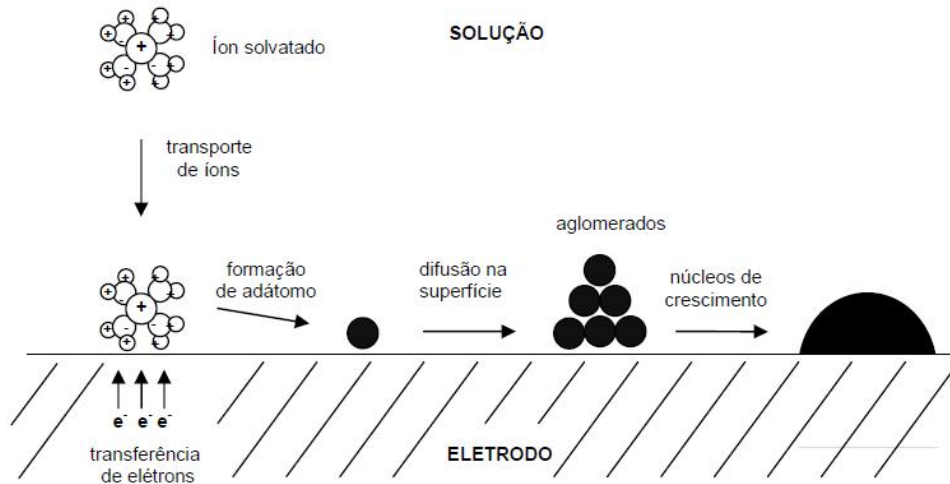 Íon solvatado
SOLUÇÃO
transporte
de íons
aglomerados
formação
de adátomo
difusão na
superfície
núcleos de
crescimento
e- e- e-
transferência
de elétrons
ELETRODO